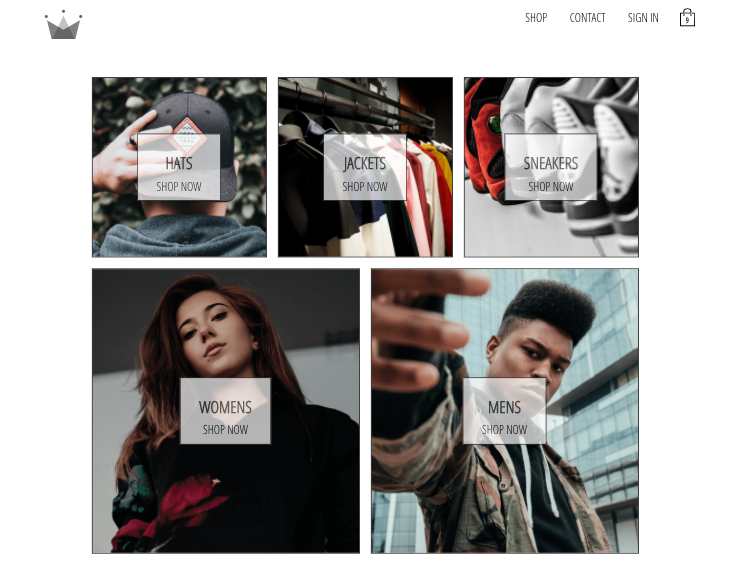 SHOP CONTACT SIGN IN 9
HATS
SHOP NOW
JACKETS
SHOP NOW
SNEAKERS
SHOP NOW
WOMENS
SHOP NOW
MENS
SHOP NOW